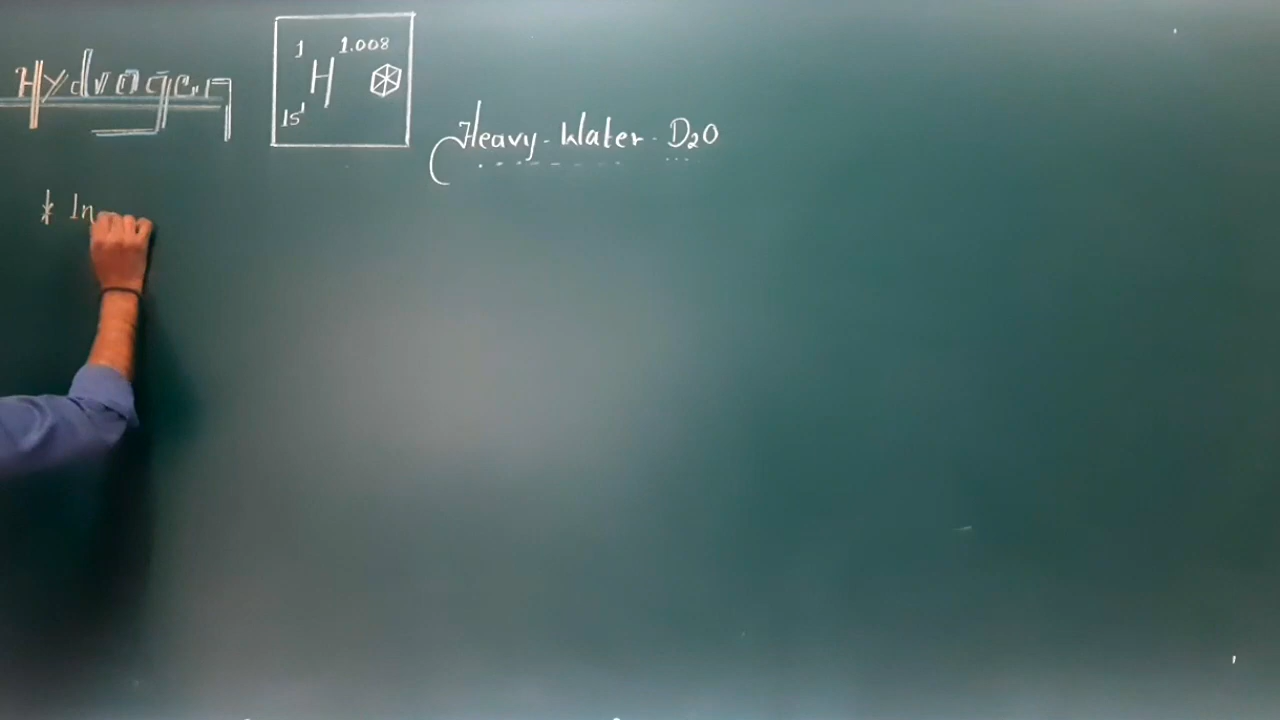 Hydrogen
1 1.008
H
1s¹
Heavy-Water-D₂O
* In